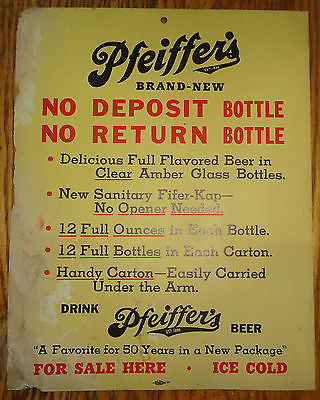 Pfeiffer's
BRAND-NEW
NO DEPOSIT BOTTLE
NO RETURN BOTTLE
• Delicious Full Flavored Beer in
Clear Amber Glass Bottles.
• New Sanitary Fifer-Kap—
No Opener Needed.
• 12 Full Ounces in Each Bottle.
• 12 Full Bottles in Each Carton.
• Handy Carton—Easily Carried
Under the Arm.
DRINK Pfeiffer's BEER
"A Favorite for 50 Years in a New Package"
FOR SALE HERE • ICE COLD